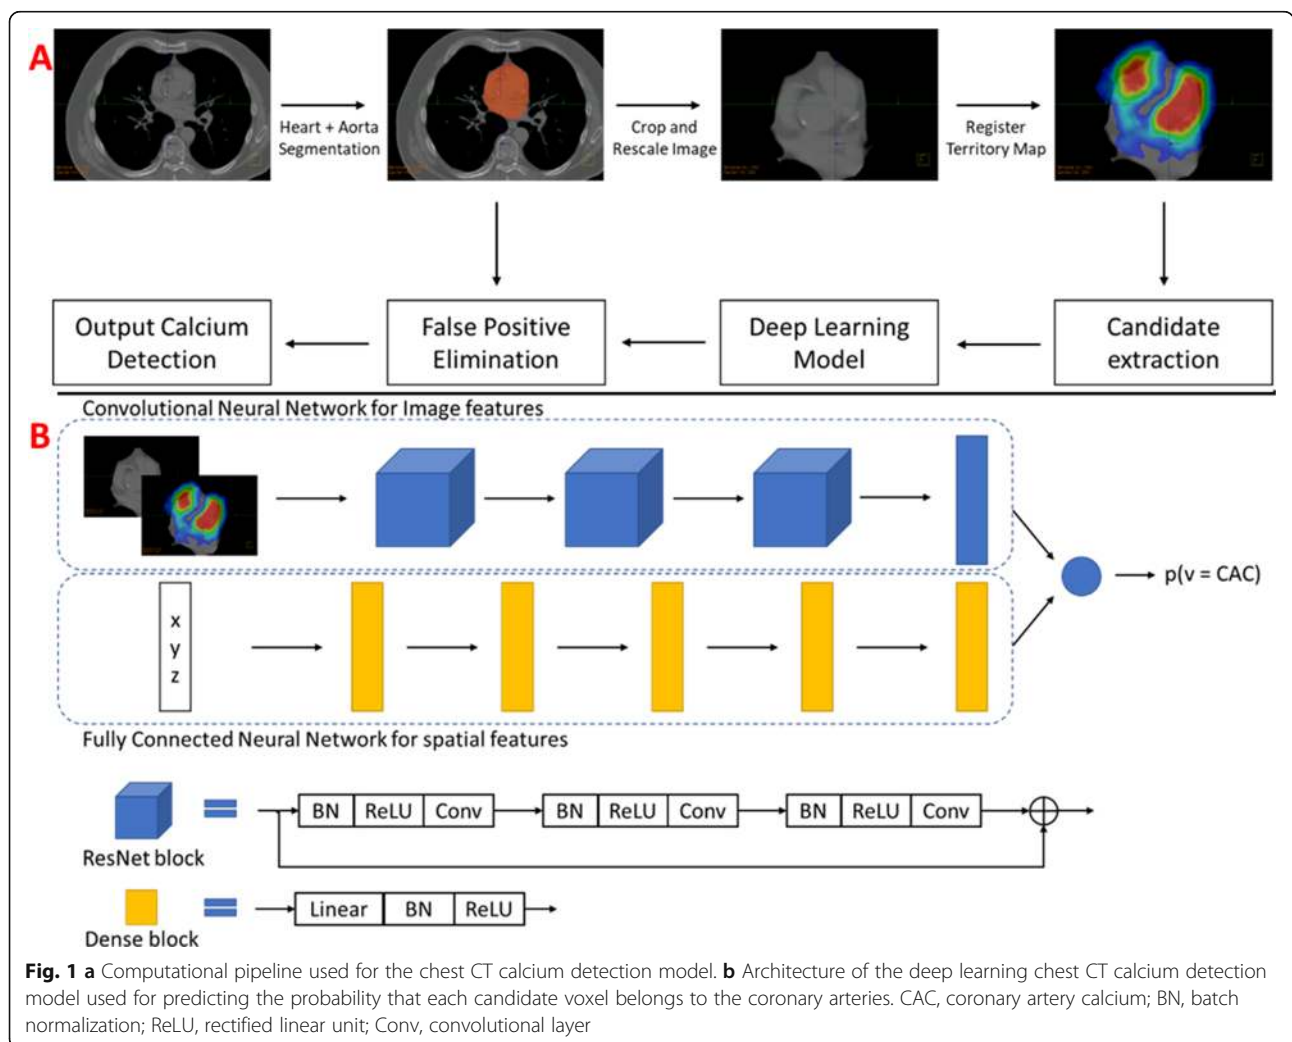 A
Heart + Aorta
Segmentation
Crop and
Rescale Image
Register
Territory Map
Output Calcium
Detection
False Positive
Elimination
Deep Learning
Model
Candidate
extraction
Convolutional Neural Network for Image features
B
p(v = CAC)
x
y
z
Fully Connected Neural Network for spatial features
BN ReLU Conv BN ReLU Conv BN ReLU Conv
ResNet block
Linear BN ReLU
Dense block
Fig. 1 a Computational pipeline used for the chest CT calcium detection model. b Architecture of the deep learning chest CT calcium detection
model used for predicting the probability that each candidate voxel belongs to the coronary arteries. CAC, coronary artery calcium; BN, batch
normalization; ReLU, rectified linear unit; Conv, convolutional layer